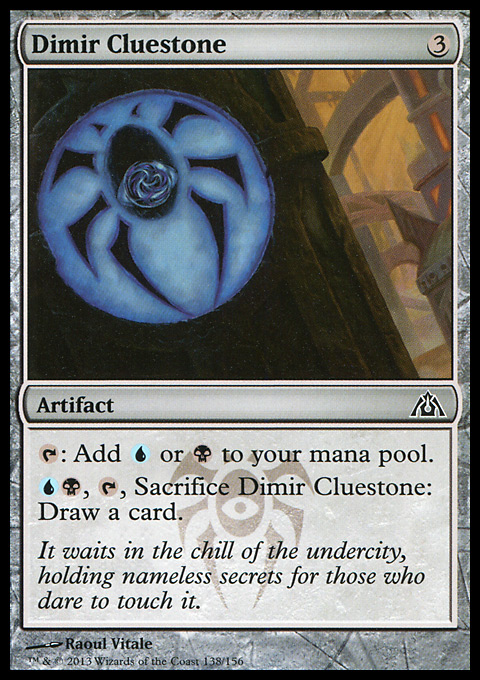 Dimir Cluestone 3
Artifact
: Add or to your mana pool.
, , Sacrifice Dimir Cluestone:
Draw a card.
It waits in the chill of the undercity,
holding nameless secrets for those who
dare to touch it.
Raoul Vitale
™ & © 2013 Wizards of the Coast 138/156